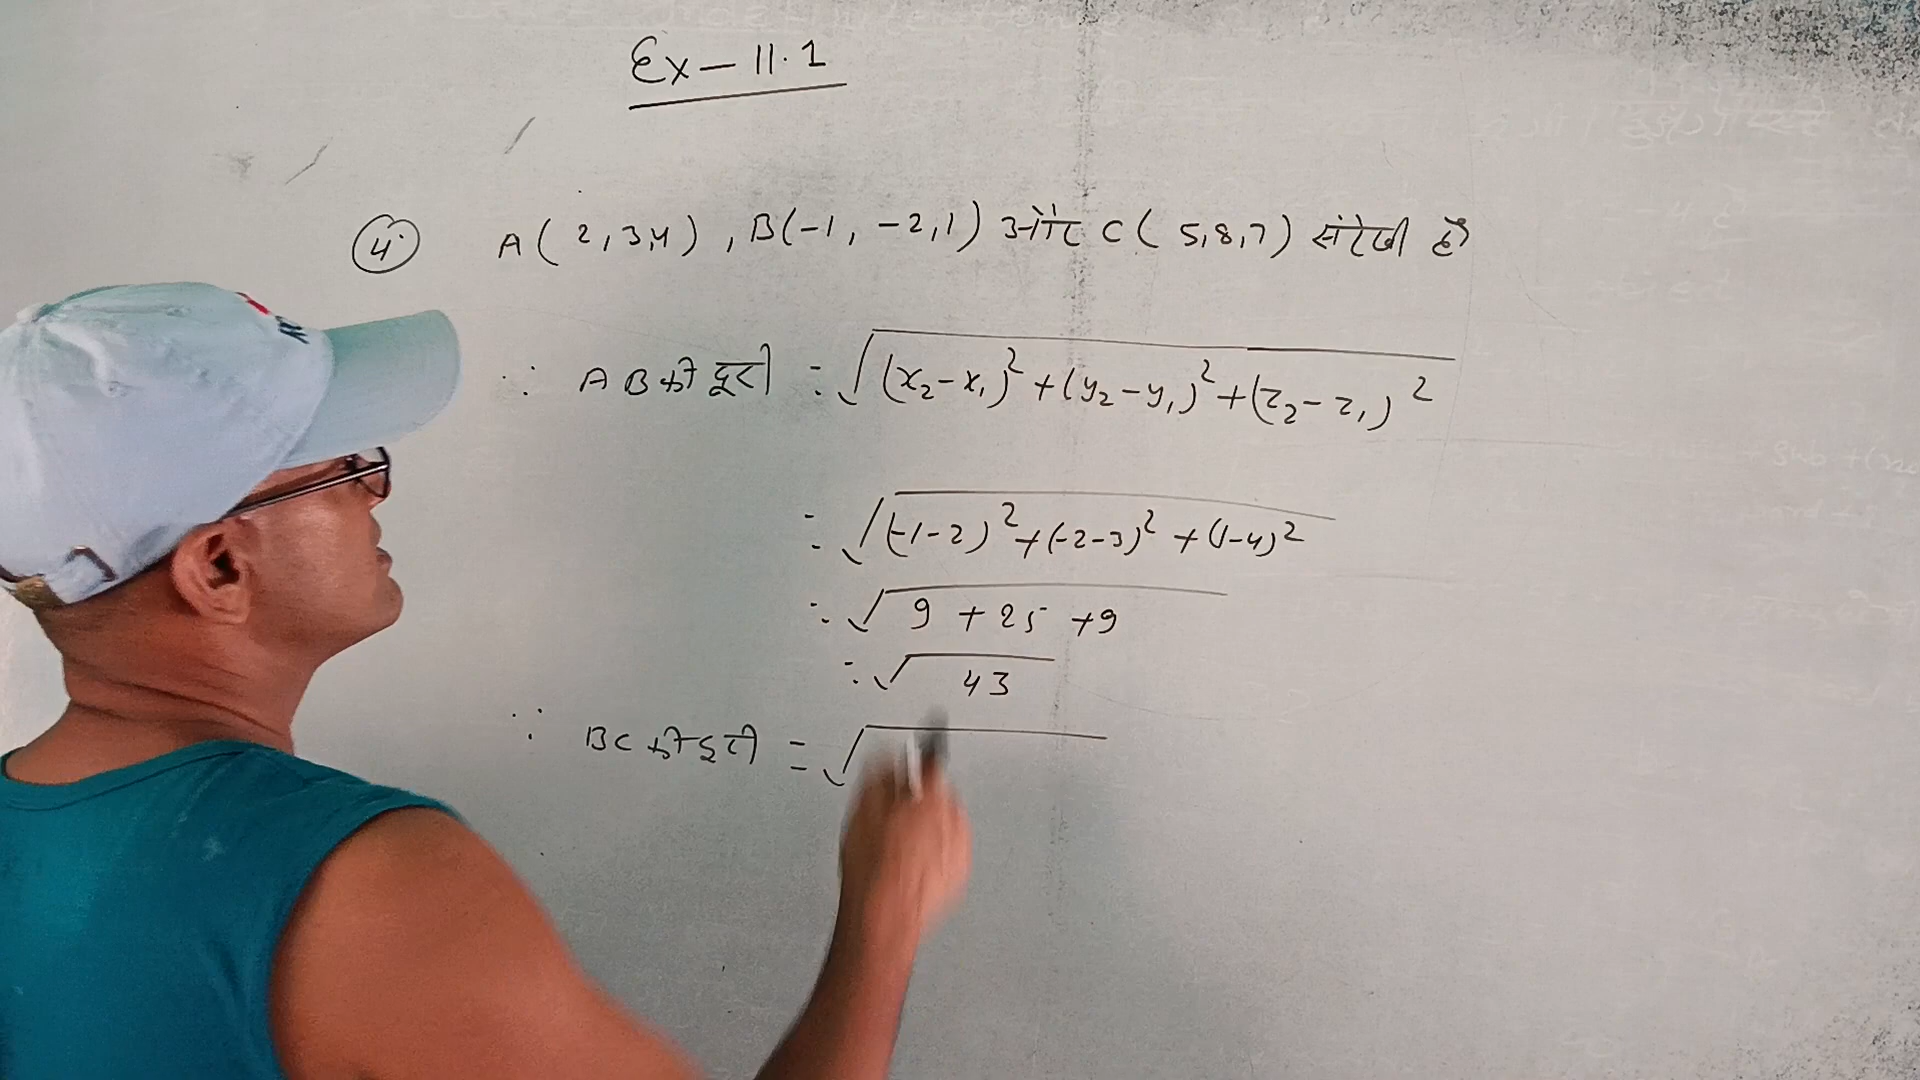 Ex – 11.1
4. A( 2,3,4) , B(-1, -2,1) और C( 5,8,7) संरेखी है
∵ AB की दूरी = √(x₂-x₁)² + (y₂-y₁)² + (z₂-z₁)²
= √(-1-2)² + (-2-3)² + (1-4)²
= √9 + 25 + 9
= √43
∵ BC की दूरी = √